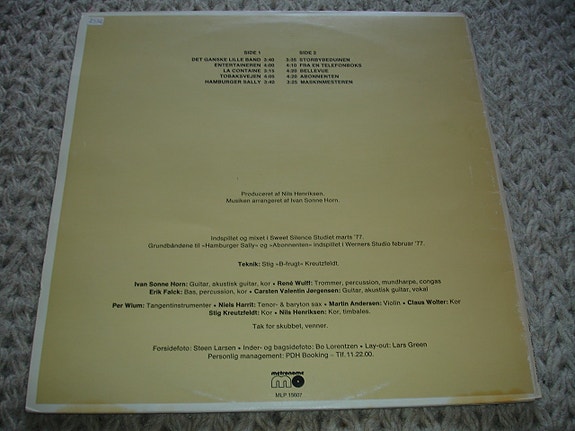 SIDE 1 SIDE 2
DET GANSKE LILLE BAND 3:40 5:55 STORBYBEDUINEN
ENTERTAINEREN 4:00 6:10 FRA EN TELEFONBOKS
LA CONTAINE 3:13 4:20 BELLEVUE
TOBAKSVEJEN 4:00 4:20 ABONNENTEN
HAMBURGER SALLY 3:40 3:25 MASKINMESTEREN
Produceret af Nils Henriksen.
Musiken arrangeret af Ivan Sonne Horn.
Indspillet og mixet i Sweet Silence Studiet marts '77.
Grundbåndene til »Hamburger Sally« og »Abonnenten« indspillet i Werners Studio februar '77.
Teknik: Stig »B-frugt« Kreutzfeldt.
Ivan Sonne Horn: Guitar, akustisk guitar, kor • René Wulff: Trommer, percussion, mundharpe, congas
Erik Falck: Bas, percussion, kor • Carsten Valentin Jørgensen: Guitar, akustisk guitar, vokal
Per Wium: Tangentinstrumenter • Niels Harrit: Tenor- & baryton sax • Martin Andersen: Violin • Claus Wolter: Kor
Stig Kreutzfeldt: Kor • Nils Henriksen: Kor, timbales.
Tak for skubbet, venner.
Forsidefoto: Steen Larsen • Inder- og bagsidefoto: Bo Lorentzen • Lay-out: Lars Green
Personlig management: PDH Booking – Tlf. 11.22.00.
metronome
MLP 15607